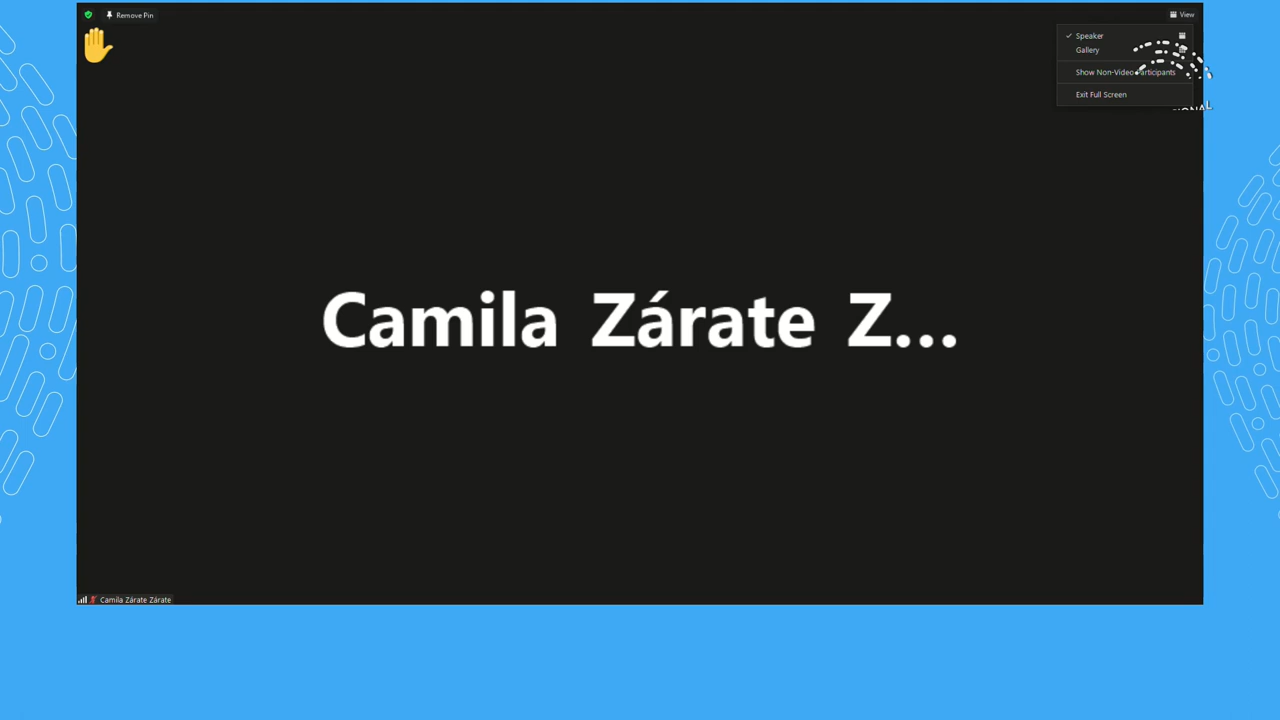 Remove Pin
View
Speaker
Gallery
Show Non-Video Participants
Exit Full Screen
Camila Zárate Z...
Camila Zárate Zárate